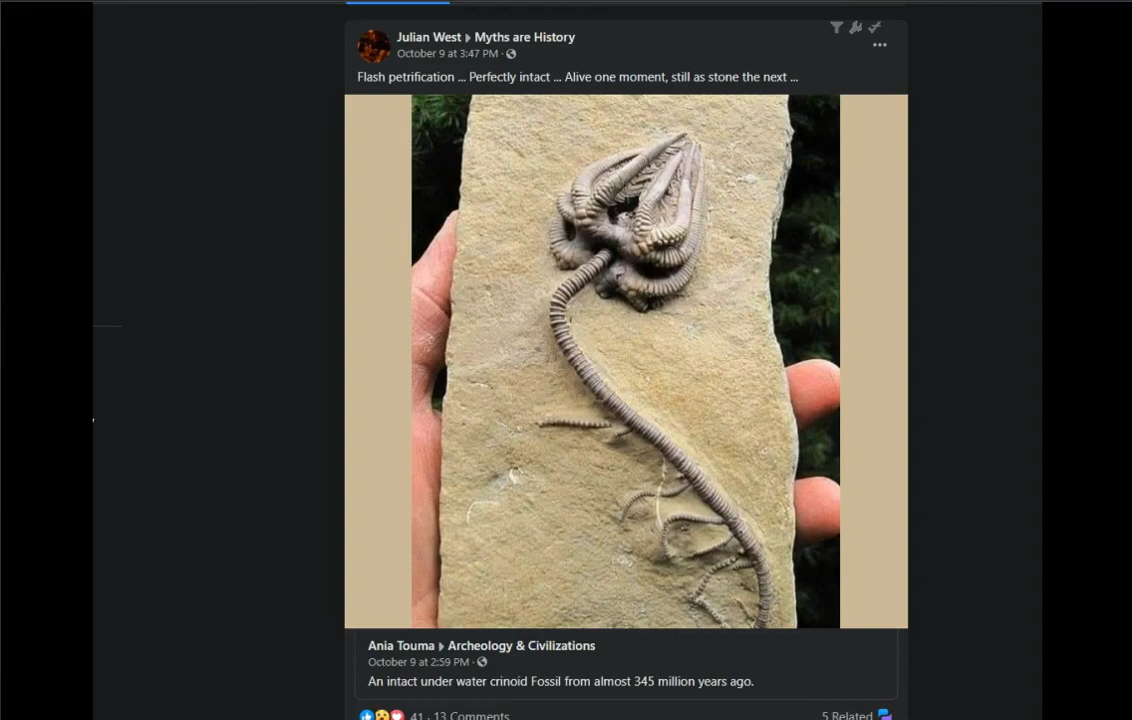 Julian West ▸ Myths are History
October 9 at 3:47 PM ·
Flash petrification ... Perfectly intact ... Alive one moment, still as stone the next ...
Ania Touma ▸ Archeology & Civilizations
October 9 at 2:59 PM ·
An intact under water crinoid Fossil from almost 345 million years ago.
41 · 13 Comments
5 Related